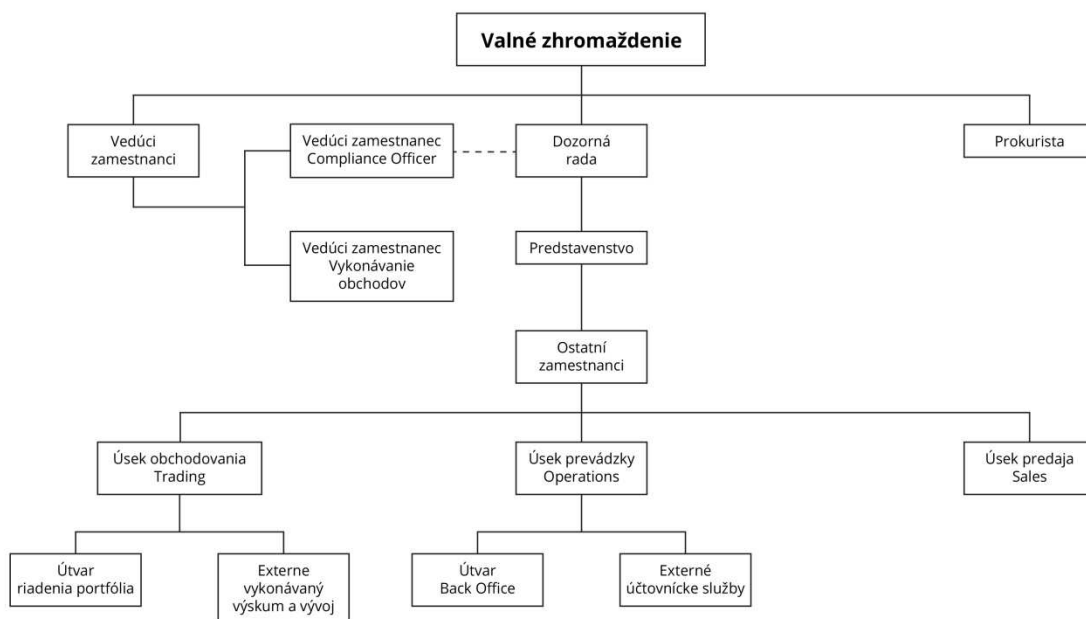 Valné zhromaždenie
Vedúci
zamestnanci
Vedúci zamestnanec
Compliance Officer
Dozorná
rada
Prokurista
Vedúci zamestnanec
Vykonávanie
obchodov
Predstavenstvo
Ostatní
zamestnanci
Úsek obchodovania
Trading
Úsek prevádzky
Operations
Úsek predaja
Sales
Útvar
riadenia portfólia
Externe
vykonávaný
výskum a vývoj
Útvar
Back Office
Externé
účtovnícke služby